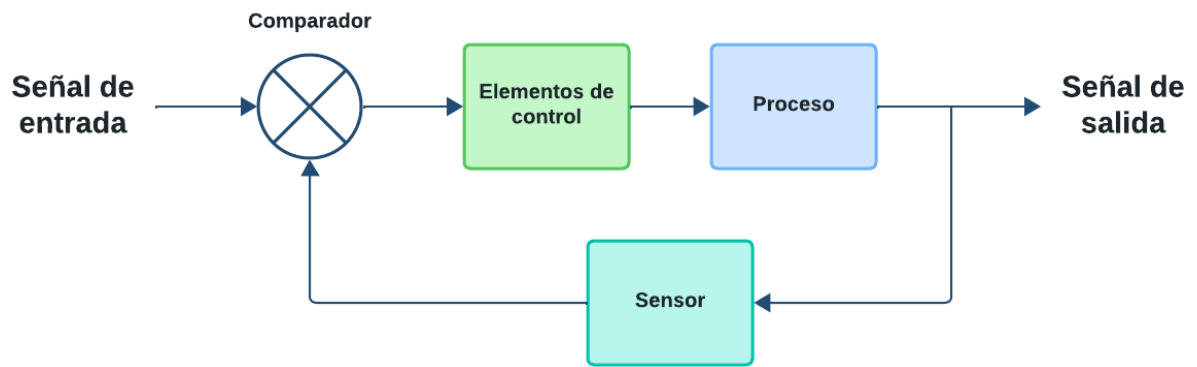 Comparador
Señal de
entrada
Elementos de
control
Proceso
Señal de
salida
Sensor